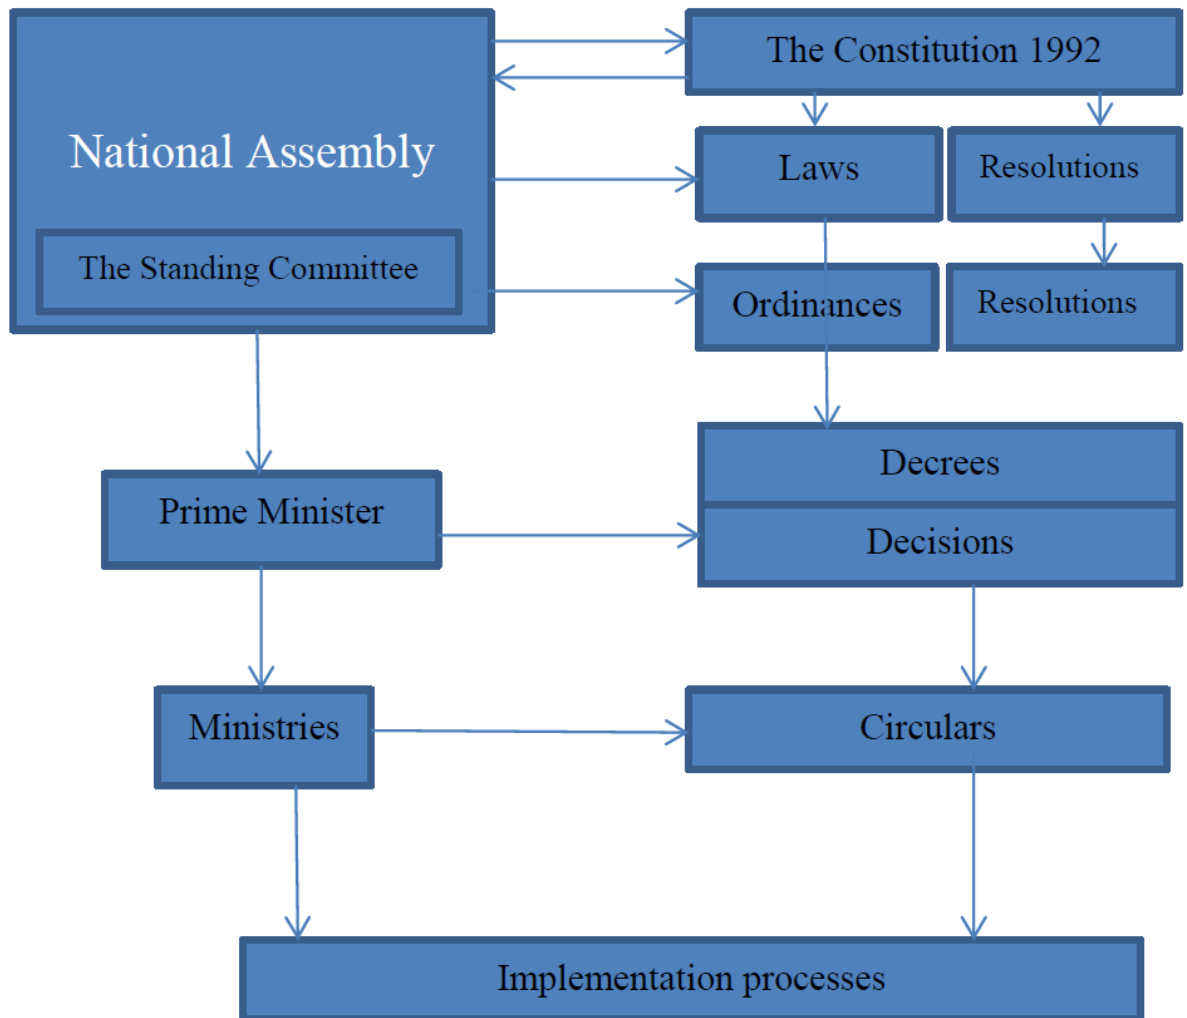 The Constitution 1992
National Assembly
Laws
Resolutions
The Standing Committee
Ordinances
Resolutions
Decrees
Prime Minister
Decisions
Ministries
Circulars
Implementation processes